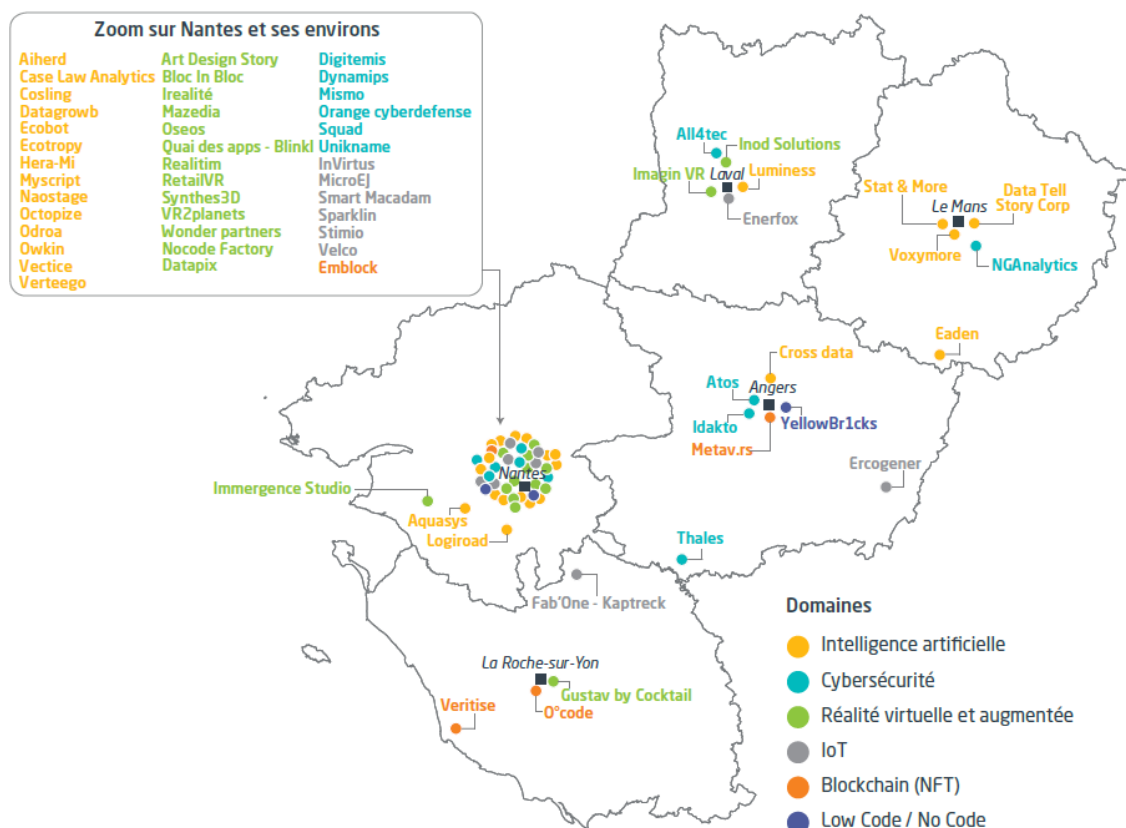 Zoom sur Nantes et ses environs
Aiherd
Case Law Analytics
Cosling
Datagrowb
Ecobot
Ecotropy
Hera-Mi
Myscript
Naostage
Octopize
Odroa
Owkin
Vectice
Verteego
Art Design Story
Bloc In Bloc
Irealité
Mazedia
Oseos
Quai des apps - Blinkl
Realitim
RetailVR
Synthes3D
VR2planets
Wonder partners
Nocode Factory
Datapix
Digitemis
Dynamips
Mismo
Orange cyberdefense
Squad
Unikname
InVirtus
MicroEJ
Smart Macadam
Sparklin
Stimio
Velco
Emblock
All4tec
Inod Solutions
Imagin VR
Laval
Luminess
Enerfox
Stat & More
Data Tell
Story Corp
Le Mans
Voxymore
NGAnalytics
Eaden
Cross data
Atos
Angers
Idakto
YellowBr1cks
Metav.rs
Ercogener
Nantes
Immergence Studio
Aquasys
Logiroad
Thales
Fab'One - Kaptreck
La Roche-sur-Yon
Gustav by Cocktail
O°code
Veritise
Domaines
Intelligence artificielle
Cybersécurité
Réalité virtuelle et augmentée
IoT
Blockchain (NFT)
Low Code / No Code